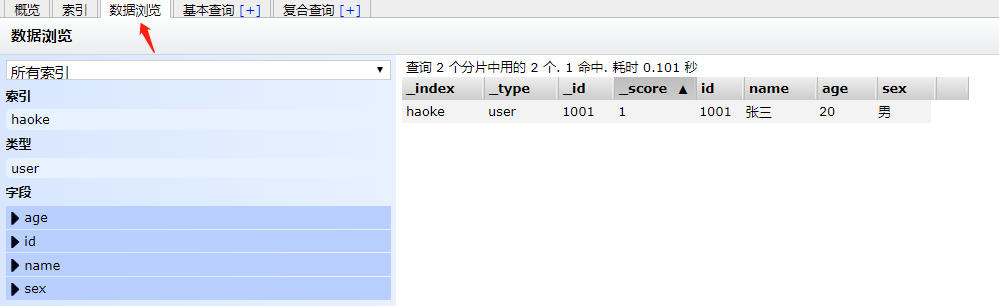 概览 索引 数据浏览 基本查询 [+] 复合查询 [+]
数据浏览
所有索引
索引
haoke
类型
user
字段
age
id
name
sex
查询 2 个分片中用的 2 个. 1 命中. 耗时 0.101 秒
_index _type _id _score ▲ id name age sex
haoke user 1001 1 1001 张三 20 男